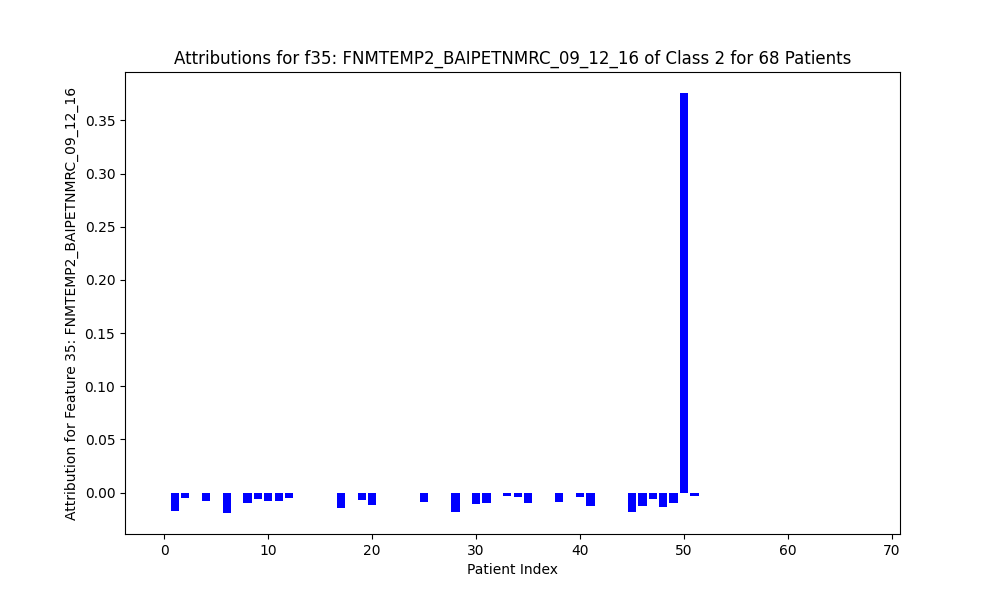 Attributions for f35: FNMTEMP2_BAIPETNMRC_09_12_16 of Class 2 for 68 Patients
Attribution for Feature 35: FNMTEMP2_BAIPETNMRC_09_12_16
0.35
0.30
0.25
0.20
0.15
0.10
0.05
0.00
0 10 20 30 40 50 60 70
Patient Index